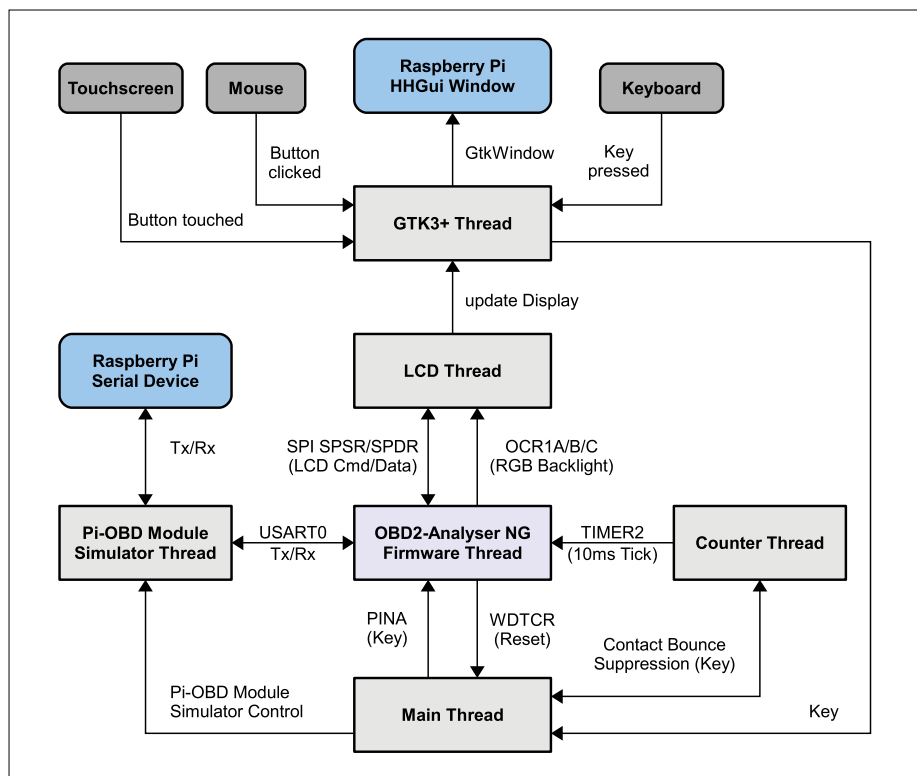 Raspberry Pi
HHGui Window
Touchscreen
Mouse
Keyboard
Button
clicked
GtkWindow
Key
pressed
Button touched
GTK3+ Thread
update Display
Raspberry Pi
Serial Device
LCD Thread
Tx/Rx
SPI SPSR/SPDR
(LCD Cmd/Data)
OCR1A/B/C
(RGB Backlight)
Pi-OBD Module
Simulator Thread
USART0
Tx/Rx
OBD2-Analyser NG
Firmware Thread
TIMER2
(10ms Tick)
Counter Thread
PINA
(Key)
WDTCR
(Reset)
Contact Bounce
Suppression (Key)
Pi-OBD Module
Simulator Control
Main Thread
Key